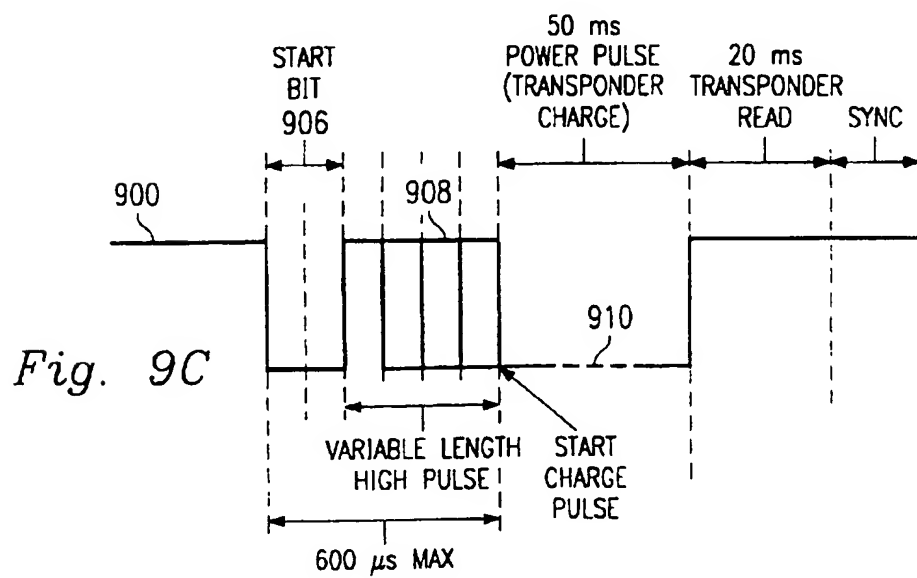 50 ms
POWER PULSE
(TRANSPONDER
CHARGE)
START
BIT
906
20 ms
TRANSPONDER
READ
SYNC
900
908
910
Fig. 9C
VARIABLE LENGTH
HIGH PULSE
START
CHARGE
PULSE
600 µs MAX